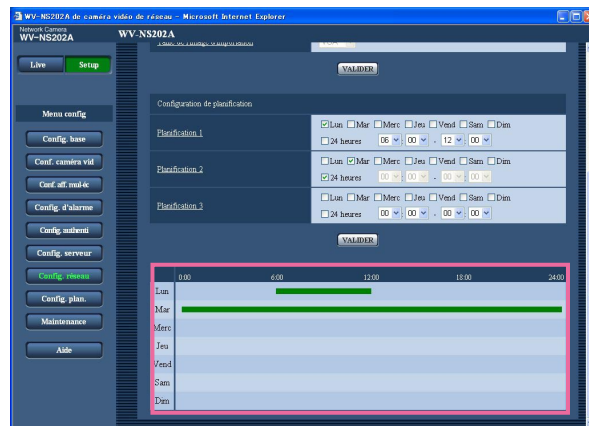 WV-NS202A de caméra vidéo de réseau - Microsoft Internet Explorer
Network Camera
WV-NS202A
WV-NS202A
Live
Setup
VALIDER
Menu config
Config. base
Conf. caméra vid
Conf. aff. mul-éc
Config. d'alarme
Config. authenti
Config. serveur
Config. réseau
Config. plan.
Maintenance
Aide
Configuration de planification
Planification 1
Lun Mar Merc Jeu Vend Sam Dim
24 heures 06 : 00 - 12 : 00
Planification 2
Lun Mar Merc Jeu Vend Sam Dim
24 heures 00 : 00 - 00 : 00
Planification 3
Lun Mar Merc Jeu Vend Sam Dim
24 heures 00 : 00 - 00 : 00
VALIDER
0:00 6:00 12:00 18:00 24:00
Lun
Mar
Merc
Jeu
Vend
Sam
Dim